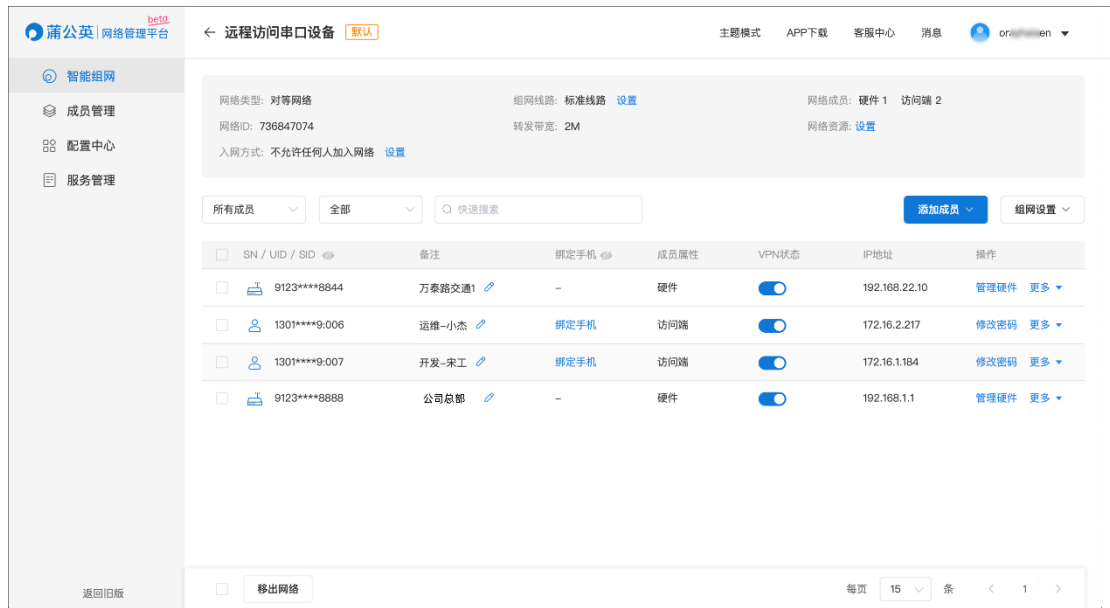 beta
蒲公英 网络管理平台
← 远程访问串口设备 默认
主题模式 APP下载 客服中心 消息
智能组网
成员管理
配置中心
服务管理
网络类型: 对等网络 组网线路: 标准线路 设置 网络成员: 硬件 1 访问端 2
网络ID: 736847074 转发带宽: 2M 网络资源: 设置
入网方式: 不允许任何人加入网络 设置
所有成员 全部 快速搜索 添加成员 组网设置
SN / UID / SID 备注 绑定手机 成员属性 VPN状态 IP地址 操作
9123****8844 万泰路交通1 – 硬件 192.168.22.10 管理硬件 更多
1301****9:006 运维-小杰 绑定手机 访问端 172.16.2.217 修改密码 更多
1301****9:007 开发-宋工 绑定手机 访问端 172.16.1.184 修改密码 更多
9123****8888 公司总部 – 硬件 192.168.1.1 管理硬件 更多
返回旧版
移出网络 每页 15 条 < 1 >